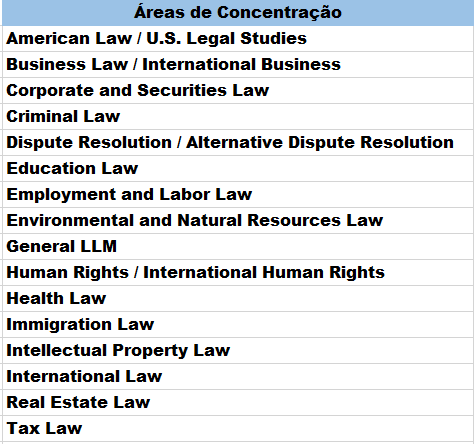 Áreas de Concentração
American Law / U.S. Legal Studies
Business Law / International Business
Corporate and Securities Law
Criminal Law
Dispute Resolution / Alternative Dispute Resolution
Education Law
Employment and Labor Law
Environmental and Natural Resources Law
General LLM
Human Rights / International Human Rights
Health Law
Immigration Law
Intellectual Property Law
International Law
Real Estate Law
Tax Law